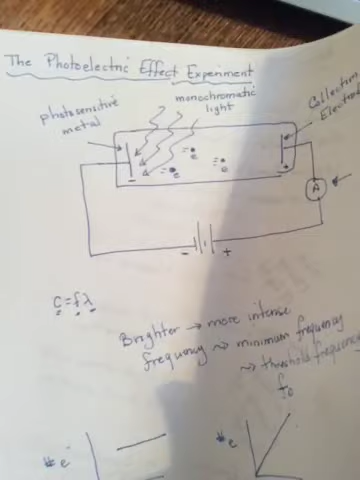 The Photoelectric Effect Experiment
photosensitive
metal
monochromatic
light
Collection
Electrode
= e
= e
= e
-
+
A
- +
C = fλ
Brighter → more intense
frequency ⇝ minimum frequency
⇝ threshold frequency
f₀
#e⁻
#e